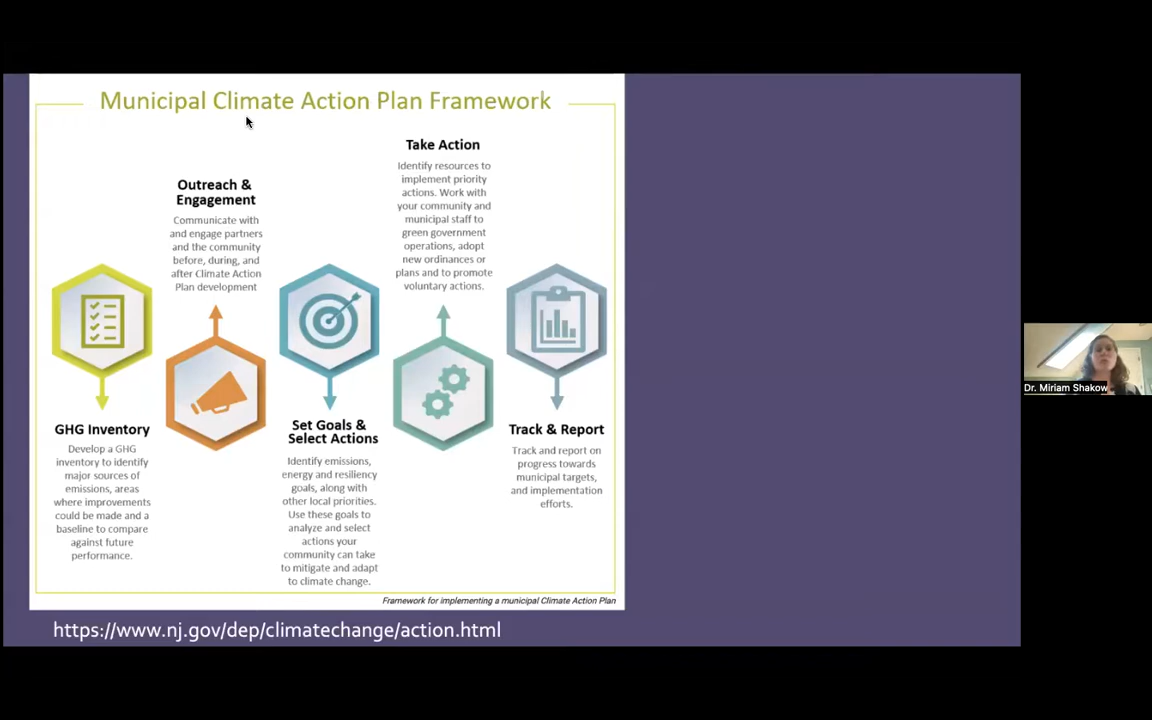 Municipal Climate Action Plan Framework
GHG Inventory
Develop a GHG
inventory to identify
major sources of
emissions, areas
where improvements
could be made and a
baseline to compare
against future
performance.
Outreach &
Engagement
Communicate with
and engage partners
and the community
before, during, and
after Climate Action
Plan development
Set Goals &
Select Actions
Identify emissions,
energy and resiliency
goals, along with
other local priorities.
Use these goals to
analyze and select
actions your
community can take
to mitigate and adapt
to climate change.
Take Action
Identify resources to
implement priority
actions. Work with
your community and
municipal staff to
green government
operations, adopt
new ordinances or
plans and to promote
voluntary actions.
Track & Report
Track and report on
progress towards
municipal targets,
and implementation
efforts.
Framework for implementing a municipal Climate Action Plan
https://www.nj.gov/dep/climatechange/action.html
Dr. Miriam Shakow